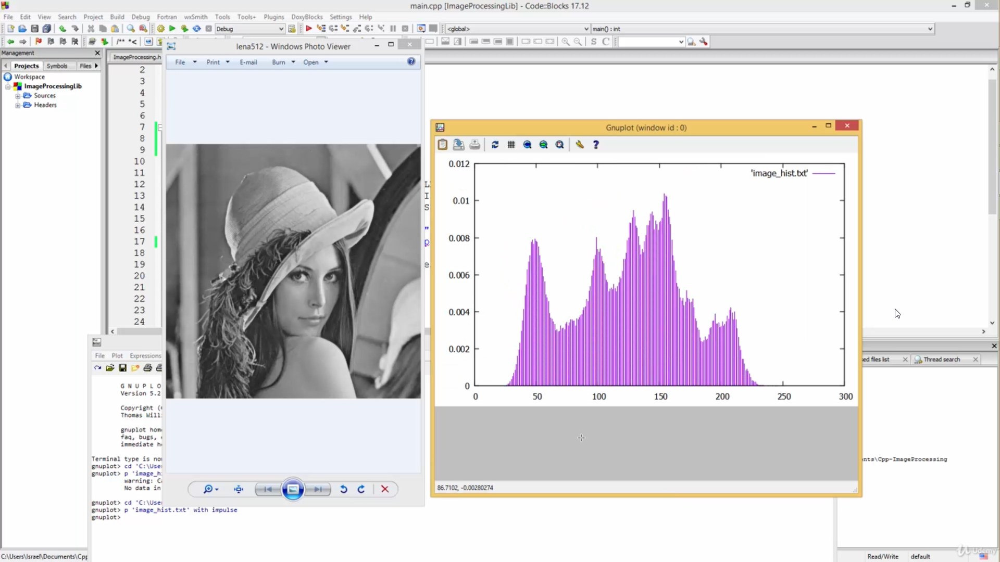 main.cpp [ImageProcessingLib] - Code::Blocks 17.12
File Edit View Search Project Build Debug Fortran wxSmith Tools Tools+ Plugins DoxyBlocks Settings Help
Debug <global> main() : int
/** *< S C
Management
Projects Symbols Files
Workspace
ImageProcessingLib
Sources
Headers
ImageProcessing.h
2
3
4
5
6
7
8
9
10
11
12
13
14
15
16
17
18
19
20
21
22
23
24
lena512 - Windows Photo Viewer
File Print E-mail Burn Open
Gnuplot (window id : 0)
'image_hist.txt'
0.012
0.01
0.008
0.006
0.004
0.002
0
0 50 100 150 200 250 300
86.7102, -0.00280274
File Plot Expressions
G N U P L O
Version 5.2
Copyright (
Thomas Will
gnuplot hom
faq, bugs,
immediate h
Terminal type is no
gnuplot> cd 'C:\Use
gnuplot> p 'image_h
warning: C
No data in
gnuplot> cd 'C:\Use
gnuplot> p 'image_hist.txt' with impulse
gnuplot>
sed files list Thread search
nts\Cpp-ImageProcessing
C:\Users\Israel\Documents\Cpp
Read/Write default
Udemy